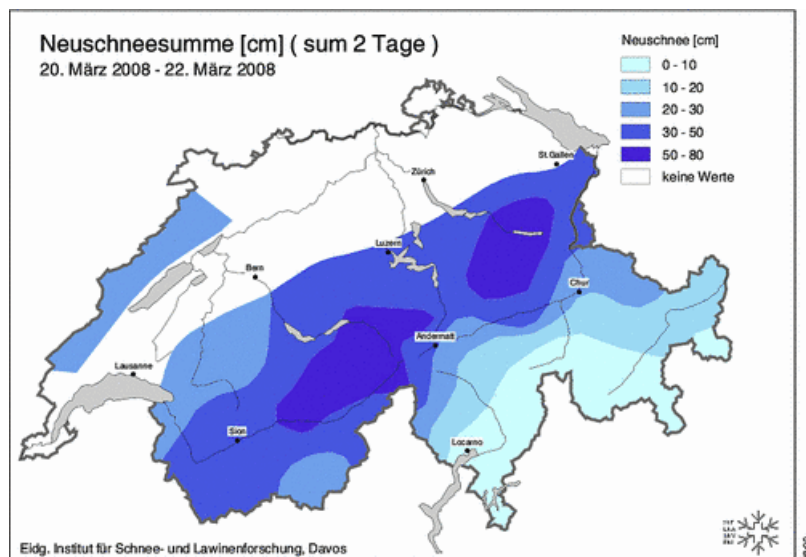 Neuschneesumme [cm] ( sum 2 Tage )
20. März 2008 - 22. März 2008
Neuschnee [cm]
0 - 10
10 - 20
20 - 30
30 - 50
50 - 80
keine Werte
St.Gallen
Zürich
Luzern
Bern
Chur
Andermatt
Lausanne
Sion
Locarno
Eidg. Institut für Schnee- und Lawinenforschung, Davos